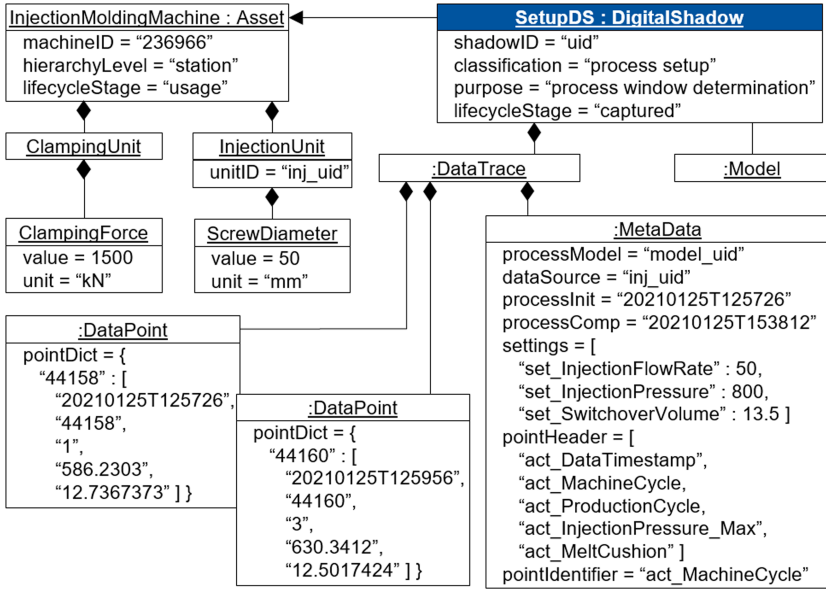 InjectionMoldingMachine : Asset
machineID = “236966”
hierarchyLevel = “station”
lifecycleStage = “usage”
SetupDS : DigitalShadow
shadowID = “uid”
classification = “process setup”
purpose = “process window determination”
lifecycleStage = “captured”
ClampingUnit
InjectionUnit
unitID = “inj_uid”
:DataTrace
:Model
ClampingForce
value = 1500
unit = “kN”
ScrewDiameter
value = 50
unit = “mm”
:MetaData
processModel = “model_uid”
dataSource = “inj_uid”
processInit = “20210125T125726”
processComp = “20210125T153812”
settings = [
“set_InjectionFlowRate” : 50,
“set_InjectionPressure” : 800,
“set_SwitchoverVolume” : 13.5 ]
pointHeader = [
“act_DataTimestamp”,
“act_MachineCycle,
“act_ProductionCycle,
“act_InjectionPressure_Max”,
“act_MeltCushion” ]
pointIdentifier = “act_MachineCycle”
:DataPoint
pointDict = {
“44158” : [
“20210125T125726”,
“44158”,
“1”,
“586.2303”,
“12.7367373” ] }
:DataPoint
pointDict = {
“44160” : [
“20210125T125956”,
“44160”,
“3”,
“630.3412”,
“12.5017424” ] }